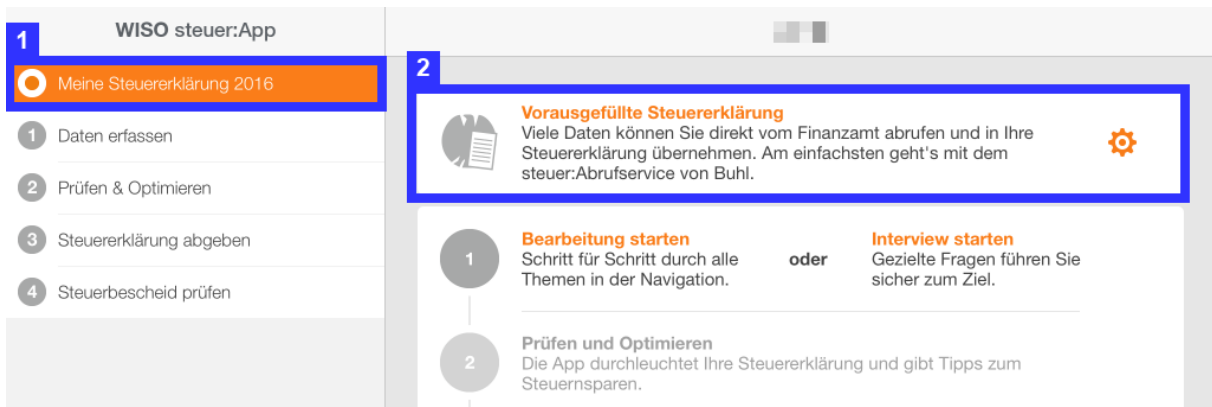 WISO steuer:App
1
Meine Steuererklärung 2016
1 Daten erfassen
2 Prüfen & Optimieren
3 Steuererklärung abgeben
4 Steuerbescheid prüfen
2
Vorausgefüllte Steuererklärung
Viele Daten können Sie direkt vom Finanzamt abrufen und in Ihre
Steuererklärung übernehmen. Am einfachsten geht's mit dem
steuer:Abrufservice von Buhl.
1
Bearbeitung starten
Schritt für Schritt durch alle
Themen in der Navigation.
oder
Interview starten
Gezielte Fragen führen Sie
sicher zum Ziel.
2
Prüfen und Optimieren
Die App durchleuchtet Ihre Steuererklärung und gibt Tipps zum
Steuernsparen.